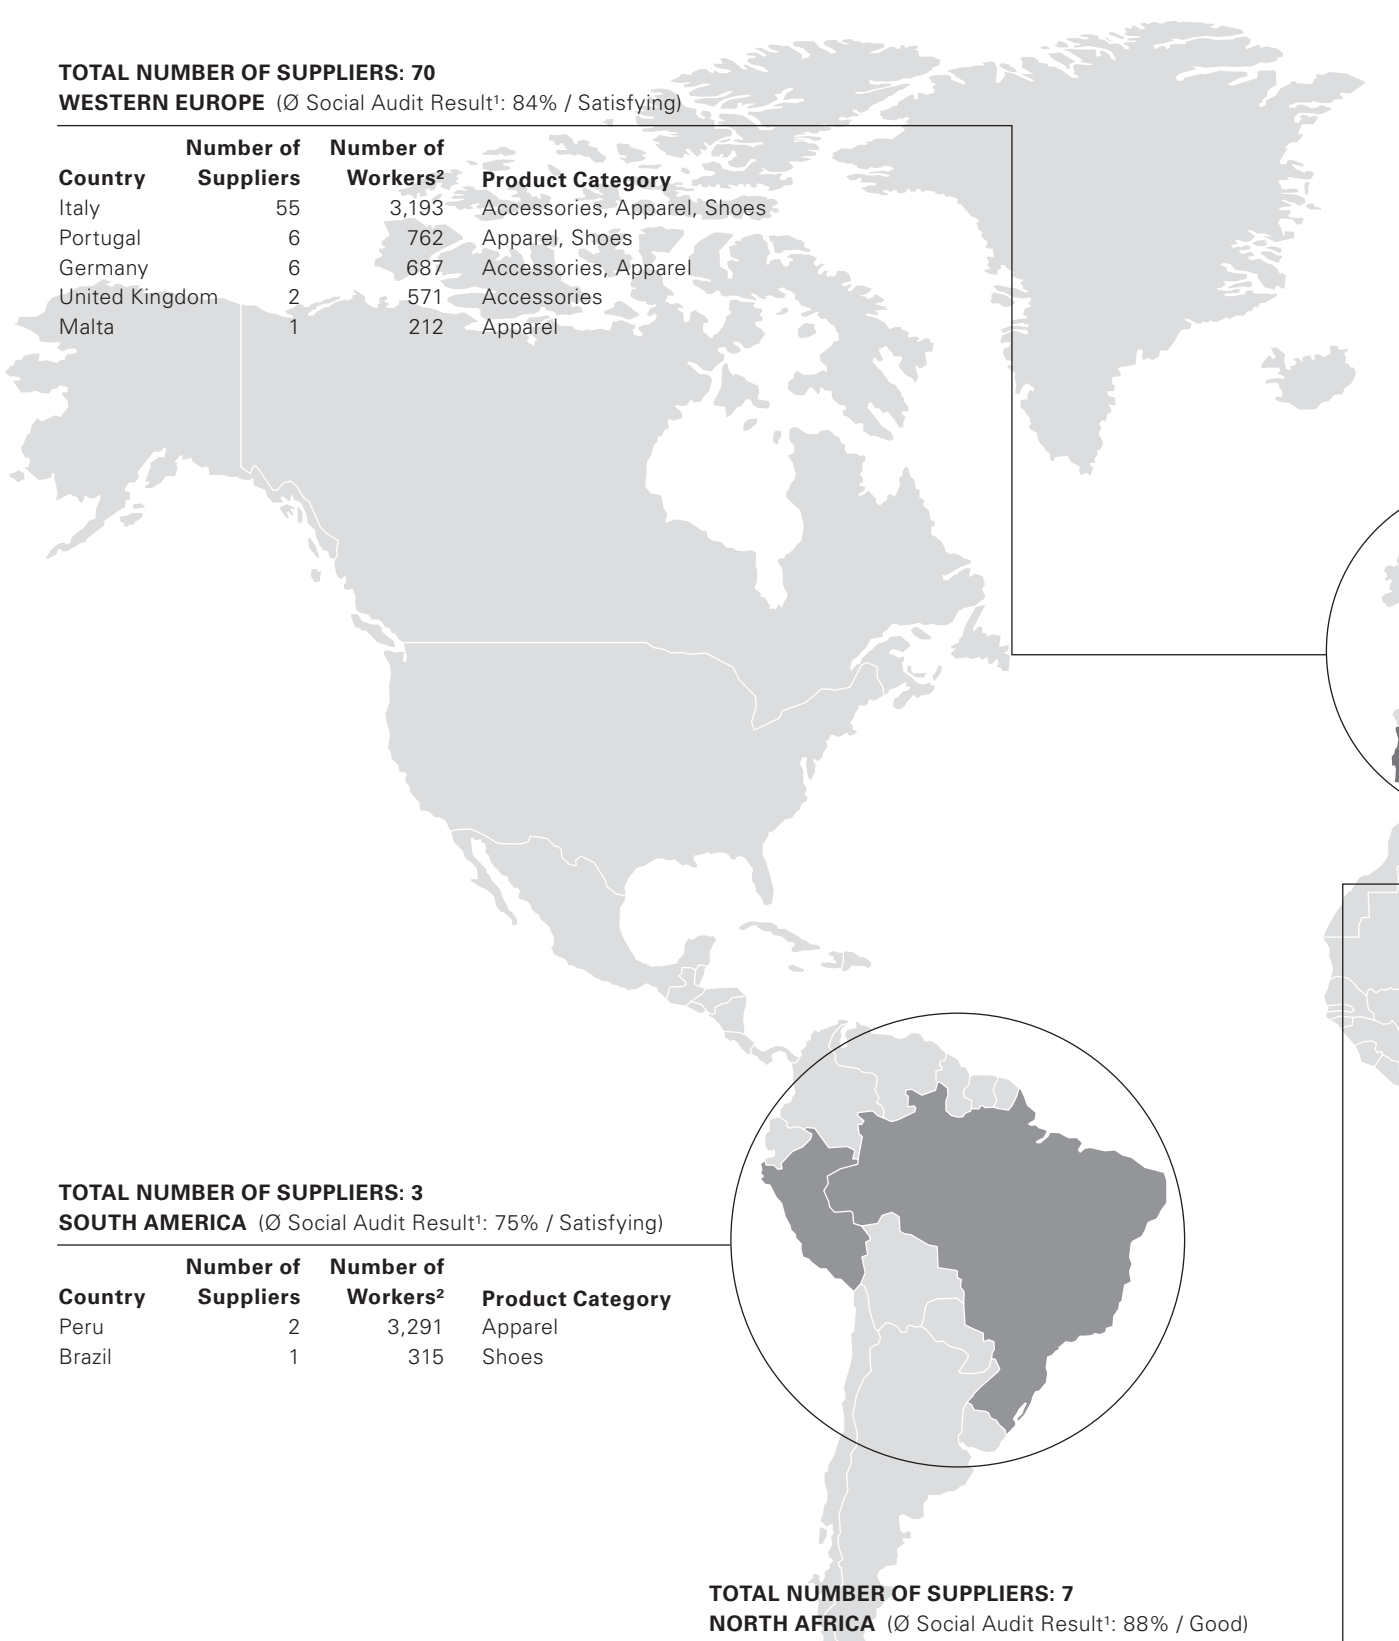 TOTAL NUMBER OF SUPPLIERS: 70
WESTERN EUROPE (Ø Social Audit Result¹: 84% / Satisfying)
Number of Number of
Country Suppliers Workers² Product Category
Italy 55 3,193 Accessories, Apparel, Shoes
Portugal 6 762 Apparel, Shoes
Germany 6 687 Accessories, Apparel
United Kingdom 2 571 Accessories
Malta 1 212 Apparel
TOTAL NUMBER OF SUPPLIERS: 3
SOUTH AMERICA (Ø Social Audit Result¹: 75% / Satisfying)
Number of Number of
Country Suppliers Workers² Product Category
Peru 2 3,291 Apparel
Brazil 1 315 Shoes
TOTAL NUMBER OF SUPPLIERS: 7
NORTH AFRICA (Ø Social Audit Result¹: 88% / Good)